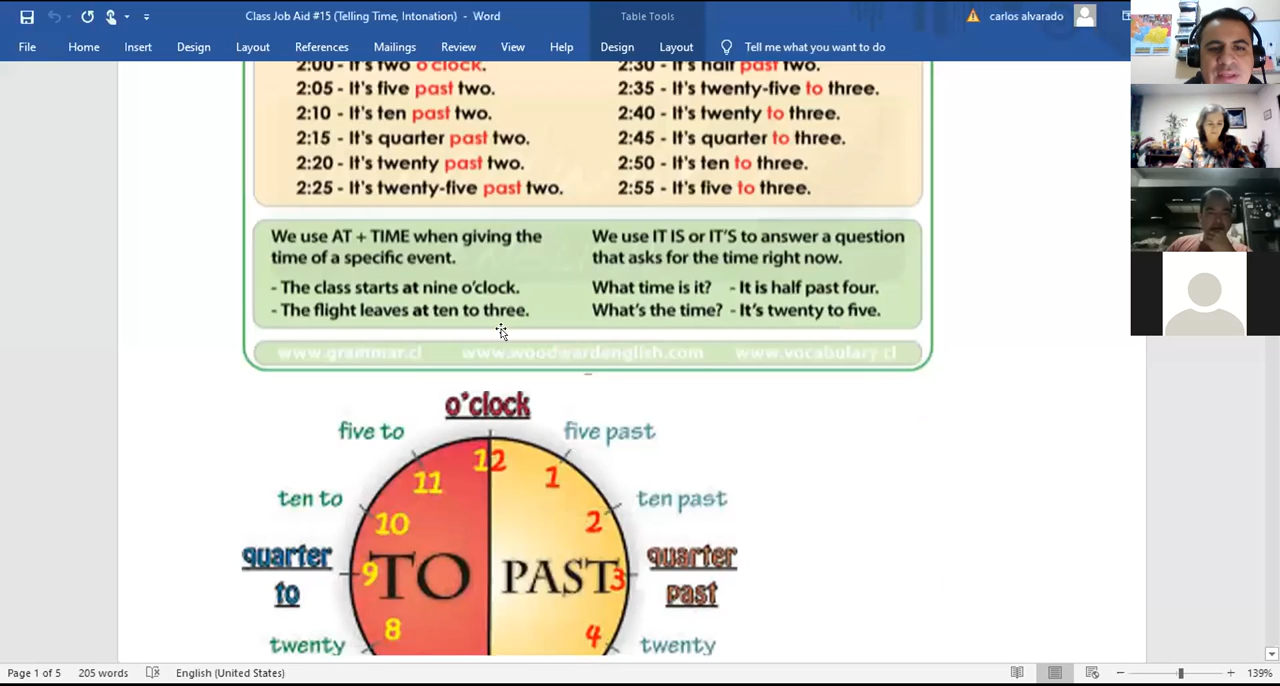 Class Job Aid #15 (Telling Time, Intonation) - Word
Table Tools
carlos alvarado
File Home Insert Design Layout References Mailings Review View Help Design Layout Tell me what you want to do
2:00 - It's two o'clock.
2:05 - It's five past two.
2:10 - It's ten past two.
2:15 - It's quarter past two.
2:20 - It's twenty past two.
2:25 - It's twenty-five past two.
2:30 - It's half past two.
2:35 - It's twenty-five to three.
2:40 - It's twenty to three.
2:45 - It's quarter to three.
2:50 - It's ten to three.
2:55 - It's five to three.
We use AT + TIME when giving the
time of a specific event.
- The class starts at nine o'clock.
- The flight leaves at ten to three.
We use IT IS or IT'S to answer a question
that asks for the time right now.
What time is it? - It is half past four.
What's the time? - It's twenty to five.
www.grammar.cl www.woodwardenglish.com www.vocabulary.cl
o'clock
five to
five past
12
11
1
ten to
ten past
10
2
quarter
to
9
TO
PAST
3
quarter
past
8
4
twenty
twenty
Page 1 of 5 205 words English (United States) 139%